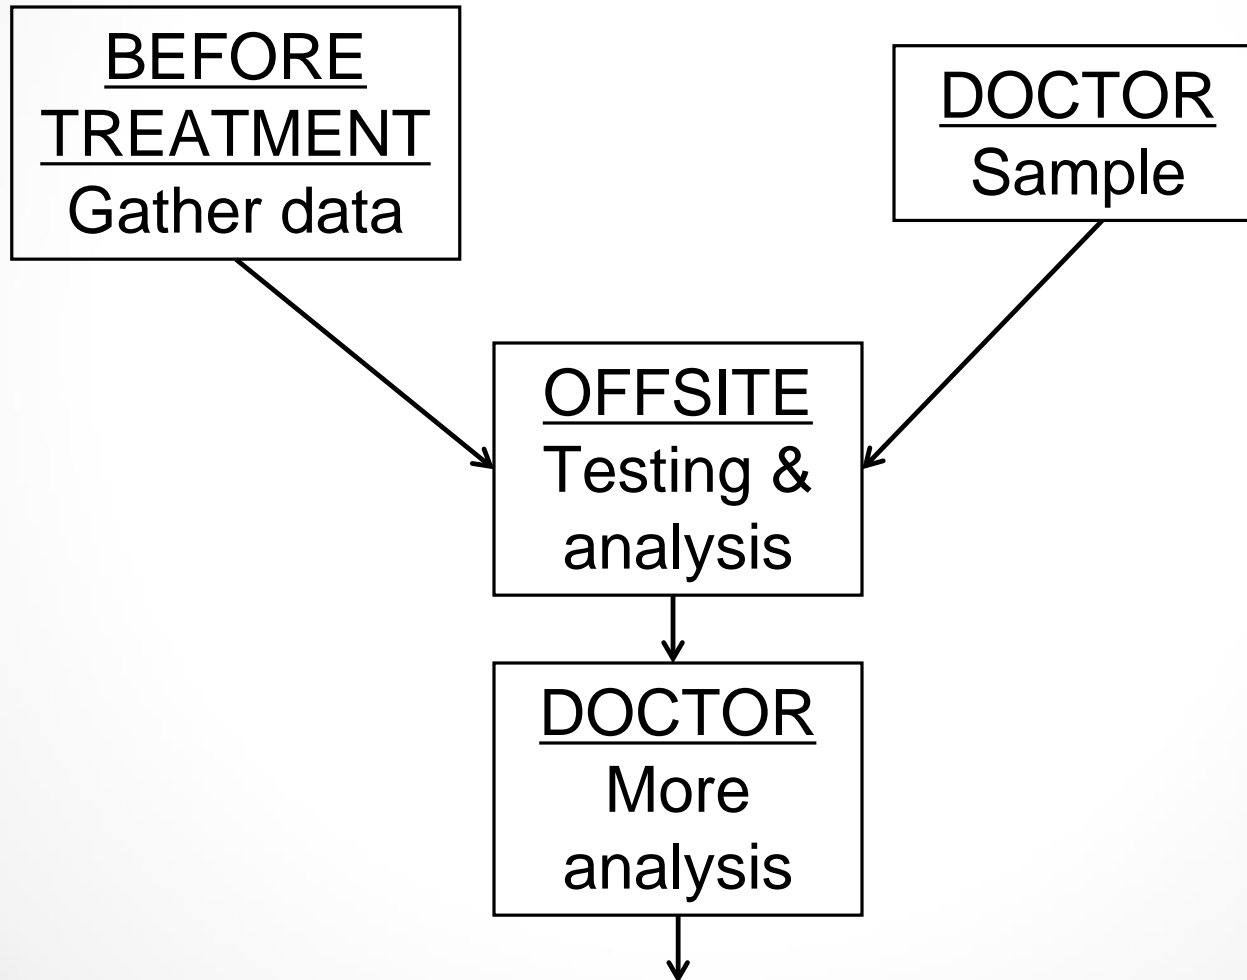 BEFORE
TREATMENT
Gather data
DOCTOR
Sample
OFFSITE
Testing &
analysis
DOCTOR
More
analysis